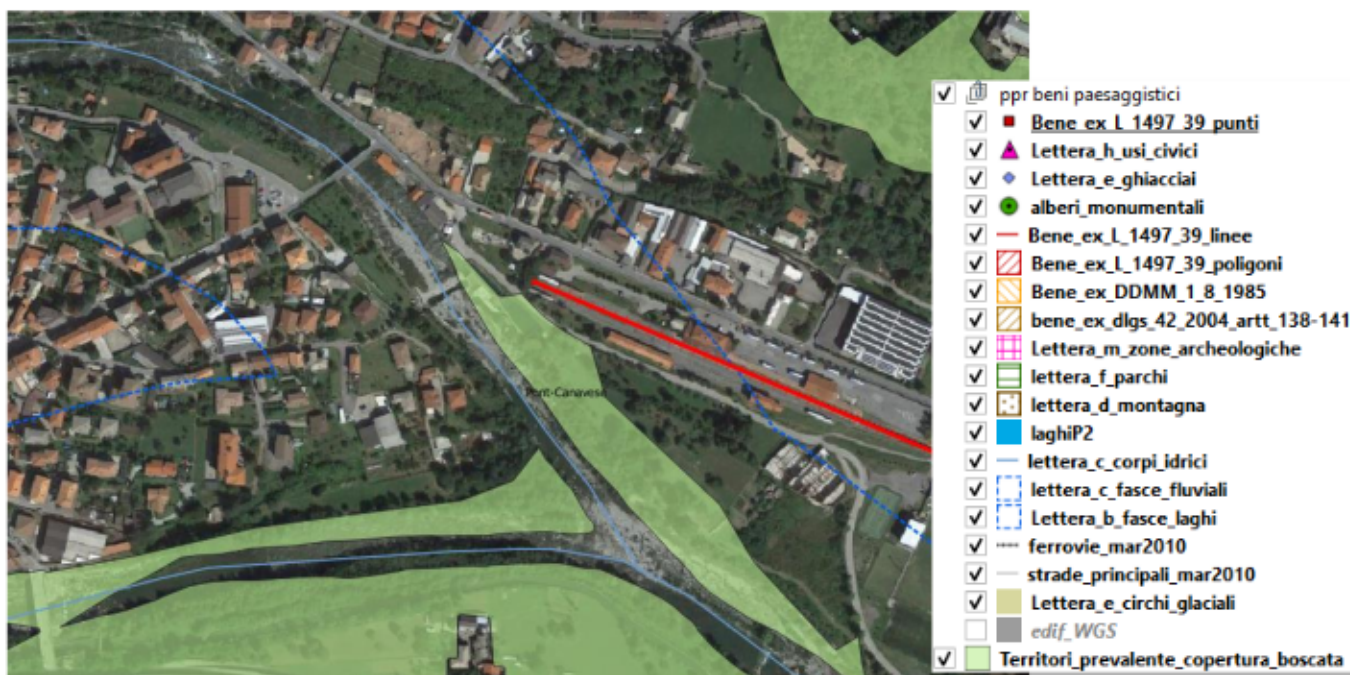 ppr beni paesaggistici
Bene_ex_L_1497_39_punti
Lettera_h_usi_civici
Lettera_e_ghiacciai
alberi_monumentali
Bene_ex_L_1497_39_linee
Bene_ex_L_1497_39_poligoni
Bene_ex_DDMM_1_8_1985
bene_ex_dlgs_42_2004_artt_138-141
Lettera_m_zone_archeologiche
lettera_f_parchi
lettera_d_montagna
laghiP2
lettera_c_corpi_idrici
lettera_c_fasce_fluviali
Lettera_b_fasce_laghi
ferrovie_mar2010
strade_principali_mar2010
Lettera_e_circhi_glaciali
edif_WGS
Territori_prevalente_copertura_boscata
Pont-Canavese